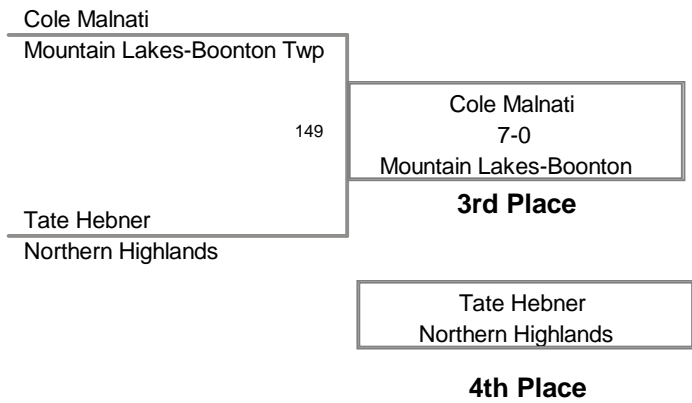 Cole Malnati
Mountain Lakes-Boonton Twp
149
Cole Malnati
7-0
Mountain Lakes-Boonton
3rd Place
Tate Hebner
Northern Highlands
Tate Hebner
Northern Highlands
4th Place